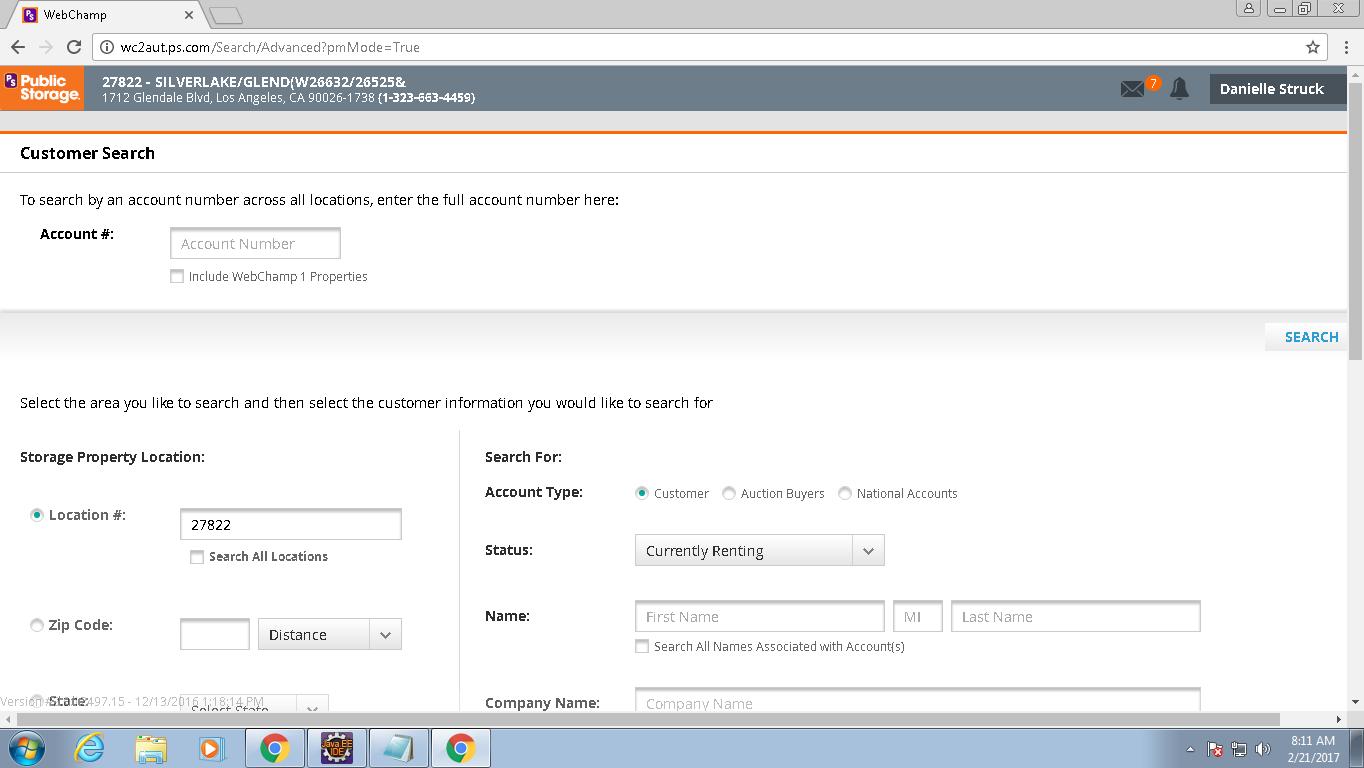 WebChamp
wc2aut.ps.com/Search/Advanced?pmMode=True
PS Public Storage.
27822 - SILVERLAKE/GLEND(W26632/26525&
1712 Glendale Blvd, Los Angeles, CA 90026-1738 (1-323-663-4459)
7
Danielle Struck
Customer Search
To search by an account number across all locations, enter the full account number here:
Account #:
Account Number
Include WebChamp 1 Properties
SEARCH
Select the area you like to search and then select the customer information you would like to search for
Storage Property Location:
Search For:
Account Type:
Customer
Auction Buyers
National Accounts
Location #:
27822
Search All Locations
Status:
Currently Renting
Zip Code:
Distance
Name:
First Name
MI
Last Name
Search All Names Associated with Account(s)
State:
Select State
Version 497.15 - 12/13/2016 1:18:14 PM
Company Name:
Company Name
Java EE
IDE
8:11 AM
2/21/2017